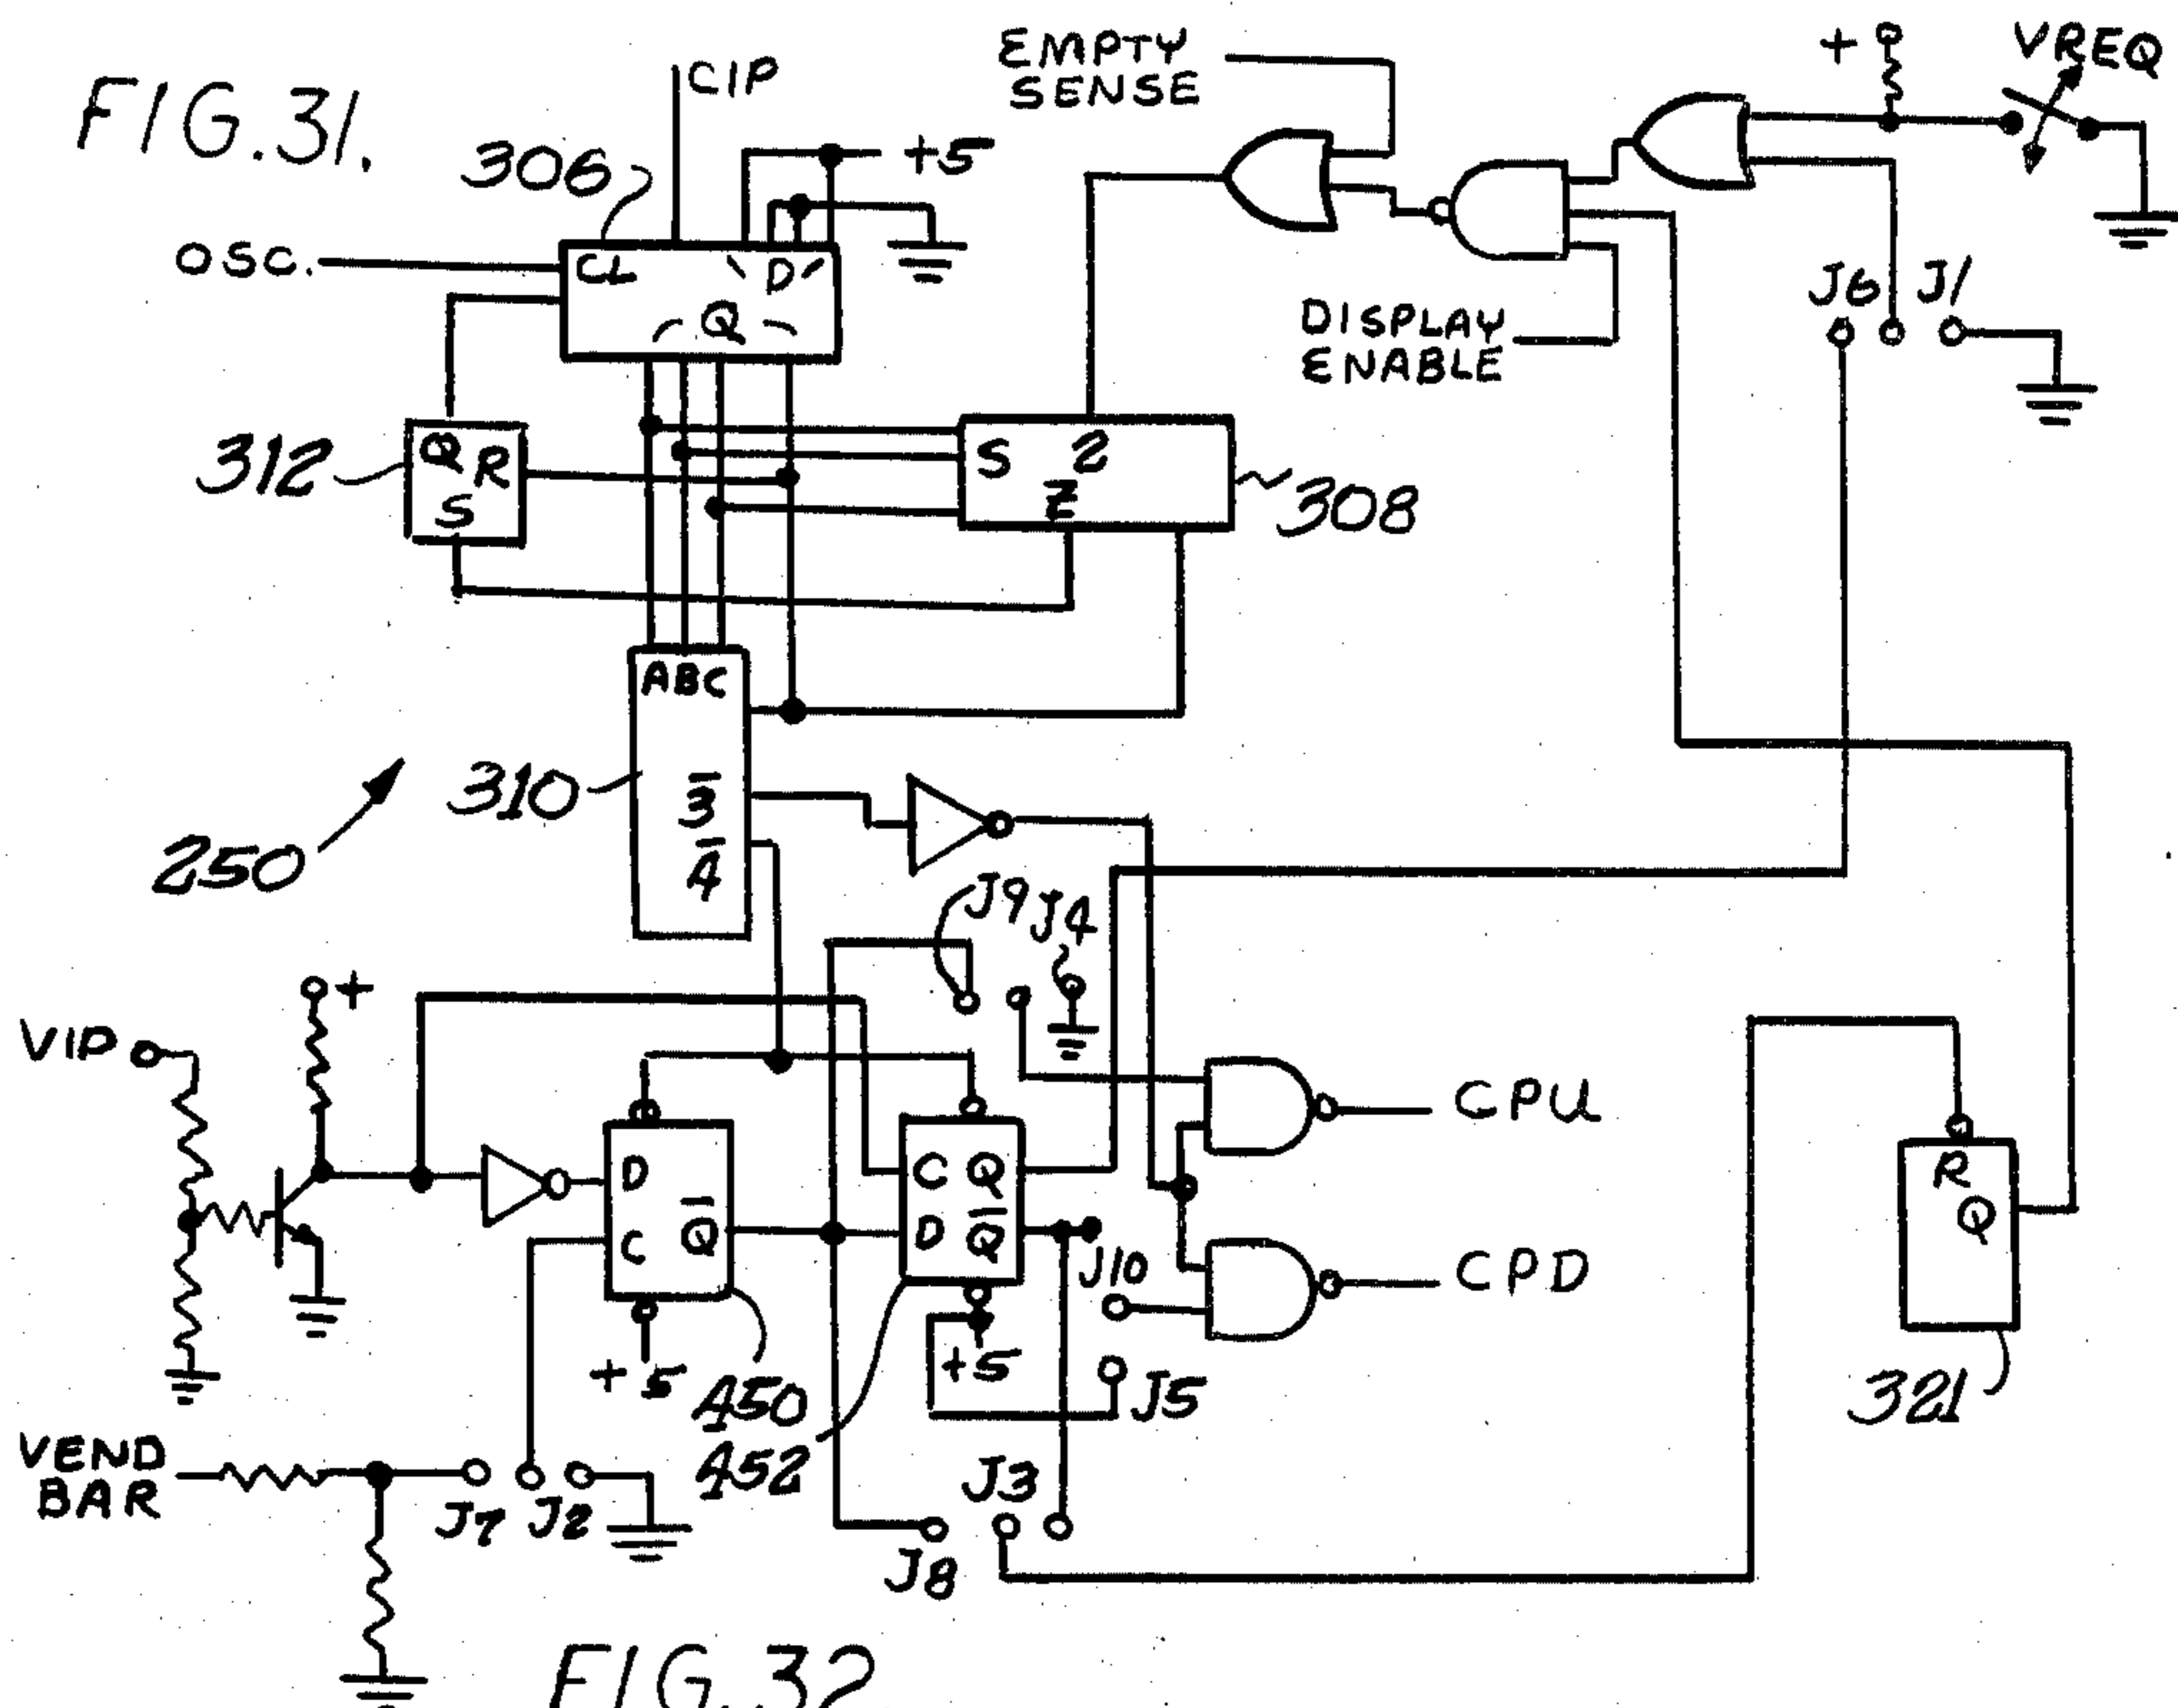 FIG.31.
CIP
EMPTY
SENSE
+
VREQ
306
+5
OSC.
CL
D
Q
DISPLAY
ENABLE
J6 J1
312
Q R
S
S 2
Z
308
ABC
310
3
4
250
J9 J4
+
VIP
CPU
D
C Q
C Q
D Q
J10
CPD
R
Q
+5
450
+5
J5
452
321
VEND
BAR
J7 J2
J3
J8
FIG.32